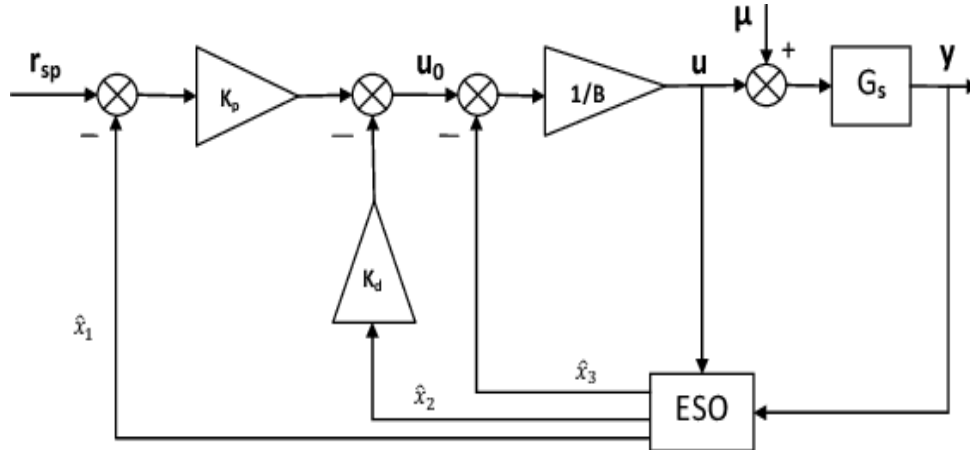 μ
r_sp
K_p
u_0
1/B
u
+
G_s
y
−
−
−
K_d
x̂_1
x̂_2
x̂_3
ESO